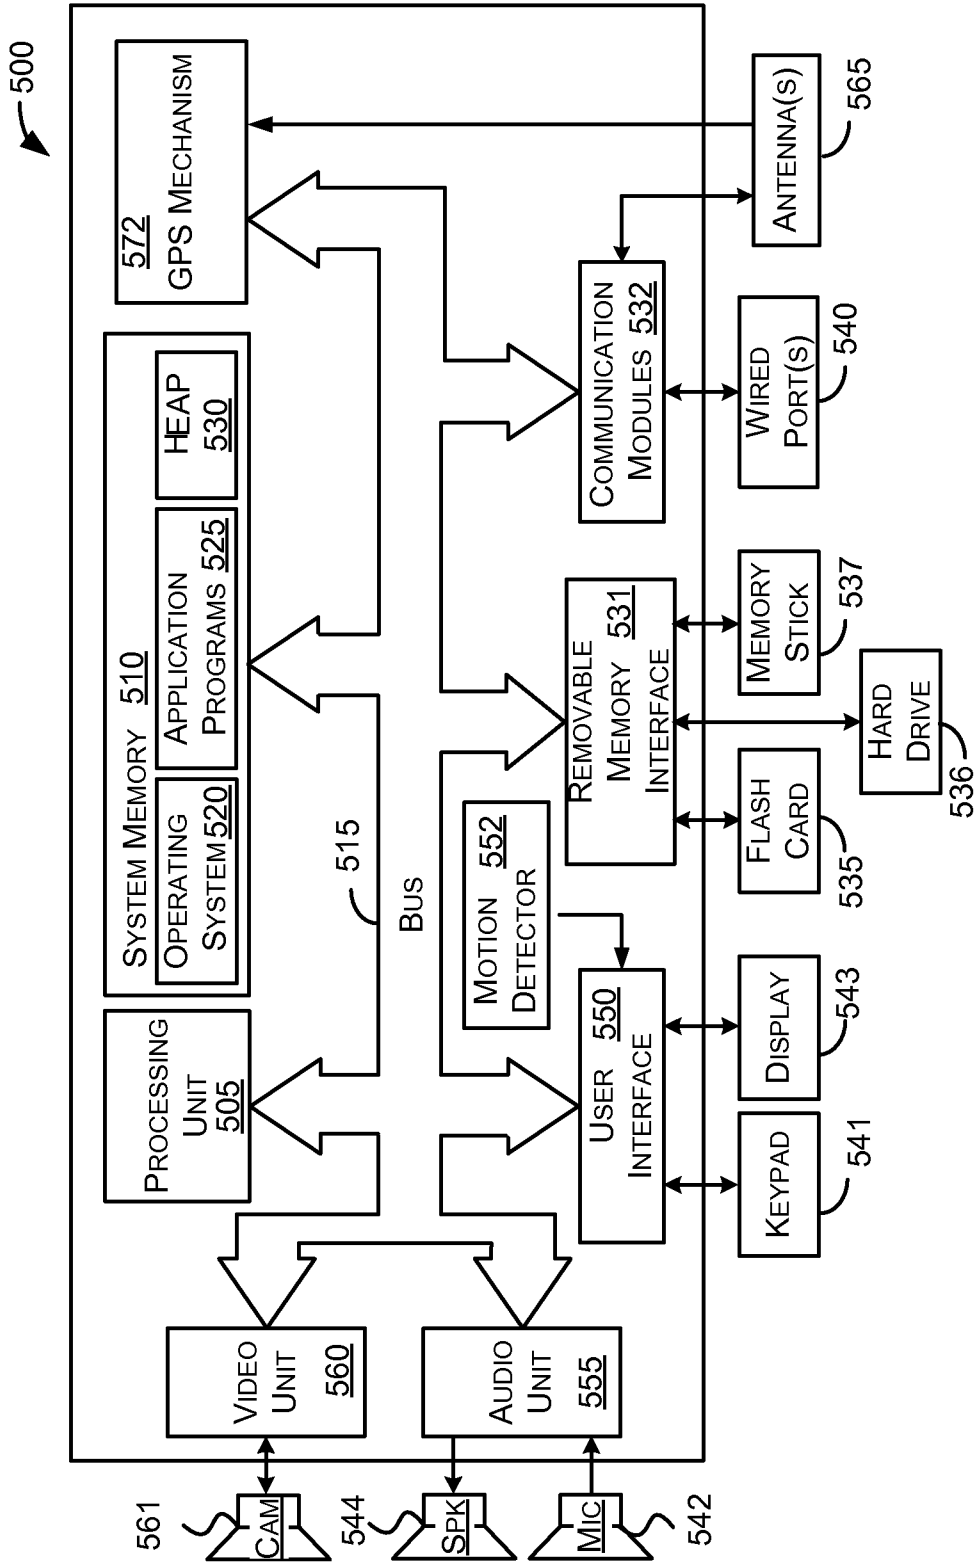 500
572
GPS MECHANISM
SYSTEM MEMORY 510
OPERATING
SYSTEM 520
APPLICATION
PROGRAMS 525
HEAP
530
PROCESSING
UNIT
505
515
BUS
VIDEO
UNIT
560
AUDIO
UNIT
555
CAM
561
SPK
544
MIC
542
MOTION 552
DETECTOR
USER 550
INTERFACE
REMOVABLE
MEMORY 531
INTERFACE
COMMUNICATION
MODULES 532
KEYPAD
541
DISPLAY
543
FLASH
CARD
535
HARD
DRIVE
536
MEMORY
STICK
537
WIRED
PORT(S)
540
ANTENNA(S)
565